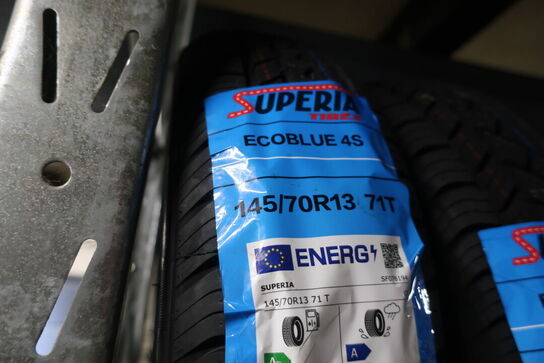 SUPERIA
TIRES
ECOBLUE 4S
145/70R13 71T
ENERG
SUPERIA
145/70R13 71 T
A
A
S